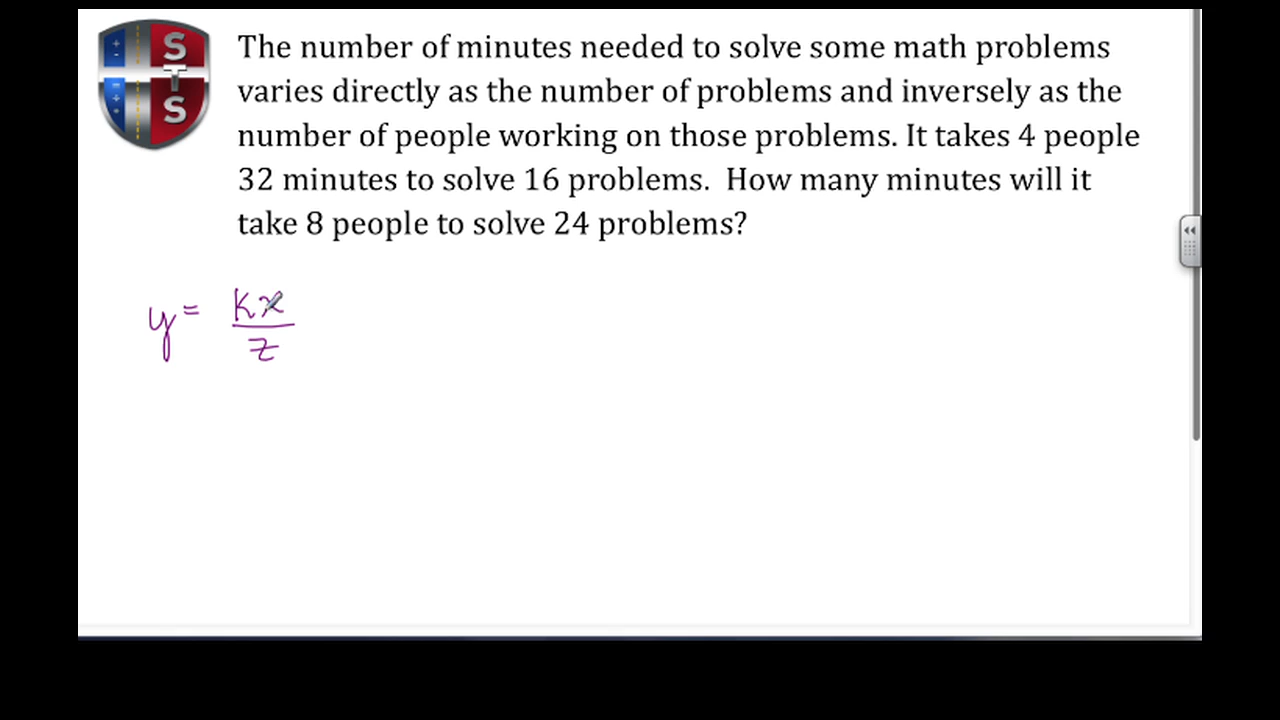 STS
The number of minutes needed to solve some math problems
varies directly as the number of problems and inversely as the
number of people working on those problems. It takes 4 people
32 minutes to solve 16 problems.  How many minutes will it
take 8 people to solve 24 problems?
y = kx
z